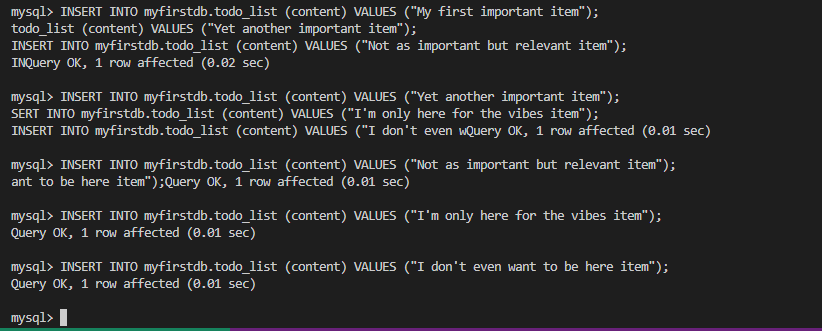 mysql> INSERT INTO myfirstdb.todo_list (content) VALUES ("My first important item");
todo_list (content) VALUES ("Yet another important item");
INSERT INTO myfirstdb.todo_list (content) VALUES ("Not as important but relevant item");
INQuery OK, 1 row affected (0.02 sec)

mysql> INSERT INTO myfirstdb.todo_list (content) VALUES ("Yet another important item");
SERT INTO myfirstdb.todo_list (content) VALUES ("I'm only here for the vibes item");
INSERT INTO myfirstdb.todo_list (content) VALUES ("I don't even wQuery OK, 1 row affected (0.01 sec)

mysql> INSERT INTO myfirstdb.todo_list (content) VALUES ("Not as important but relevant item");
ant to be here item");Query OK, 1 row affected (0.01 sec)

mysql> INSERT INTO myfirstdb.todo_list (content) VALUES ("I'm only here for the vibes item");
Query OK, 1 row affected (0.01 sec)

mysql> INSERT INTO myfirstdb.todo_list (content) VALUES ("I don't even want to be here item");
Query OK, 1 row affected (0.01 sec)

mysql>